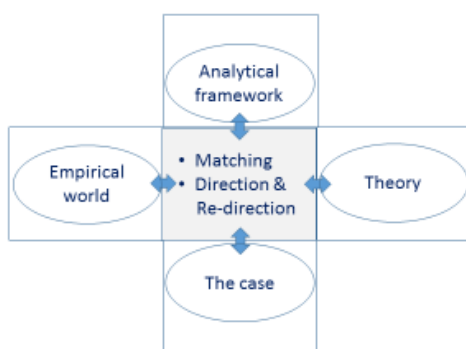 Analytical
framework
Empirical
world
• Matching
• Direction &
Re-direction
Theory
The case